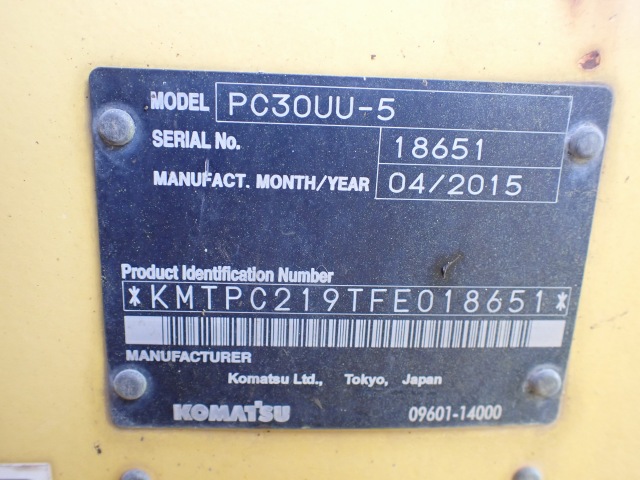 MODEL PC30UU-5
SERIAL No. 18651
MANUFACT. MONTH/YEAR 04/2015
Product Identification Number
*KMTPC219TFE018651*
MANUFACTURER
Komatsu Ltd., Tokyo, Japan
KOMATSU 09601-14000